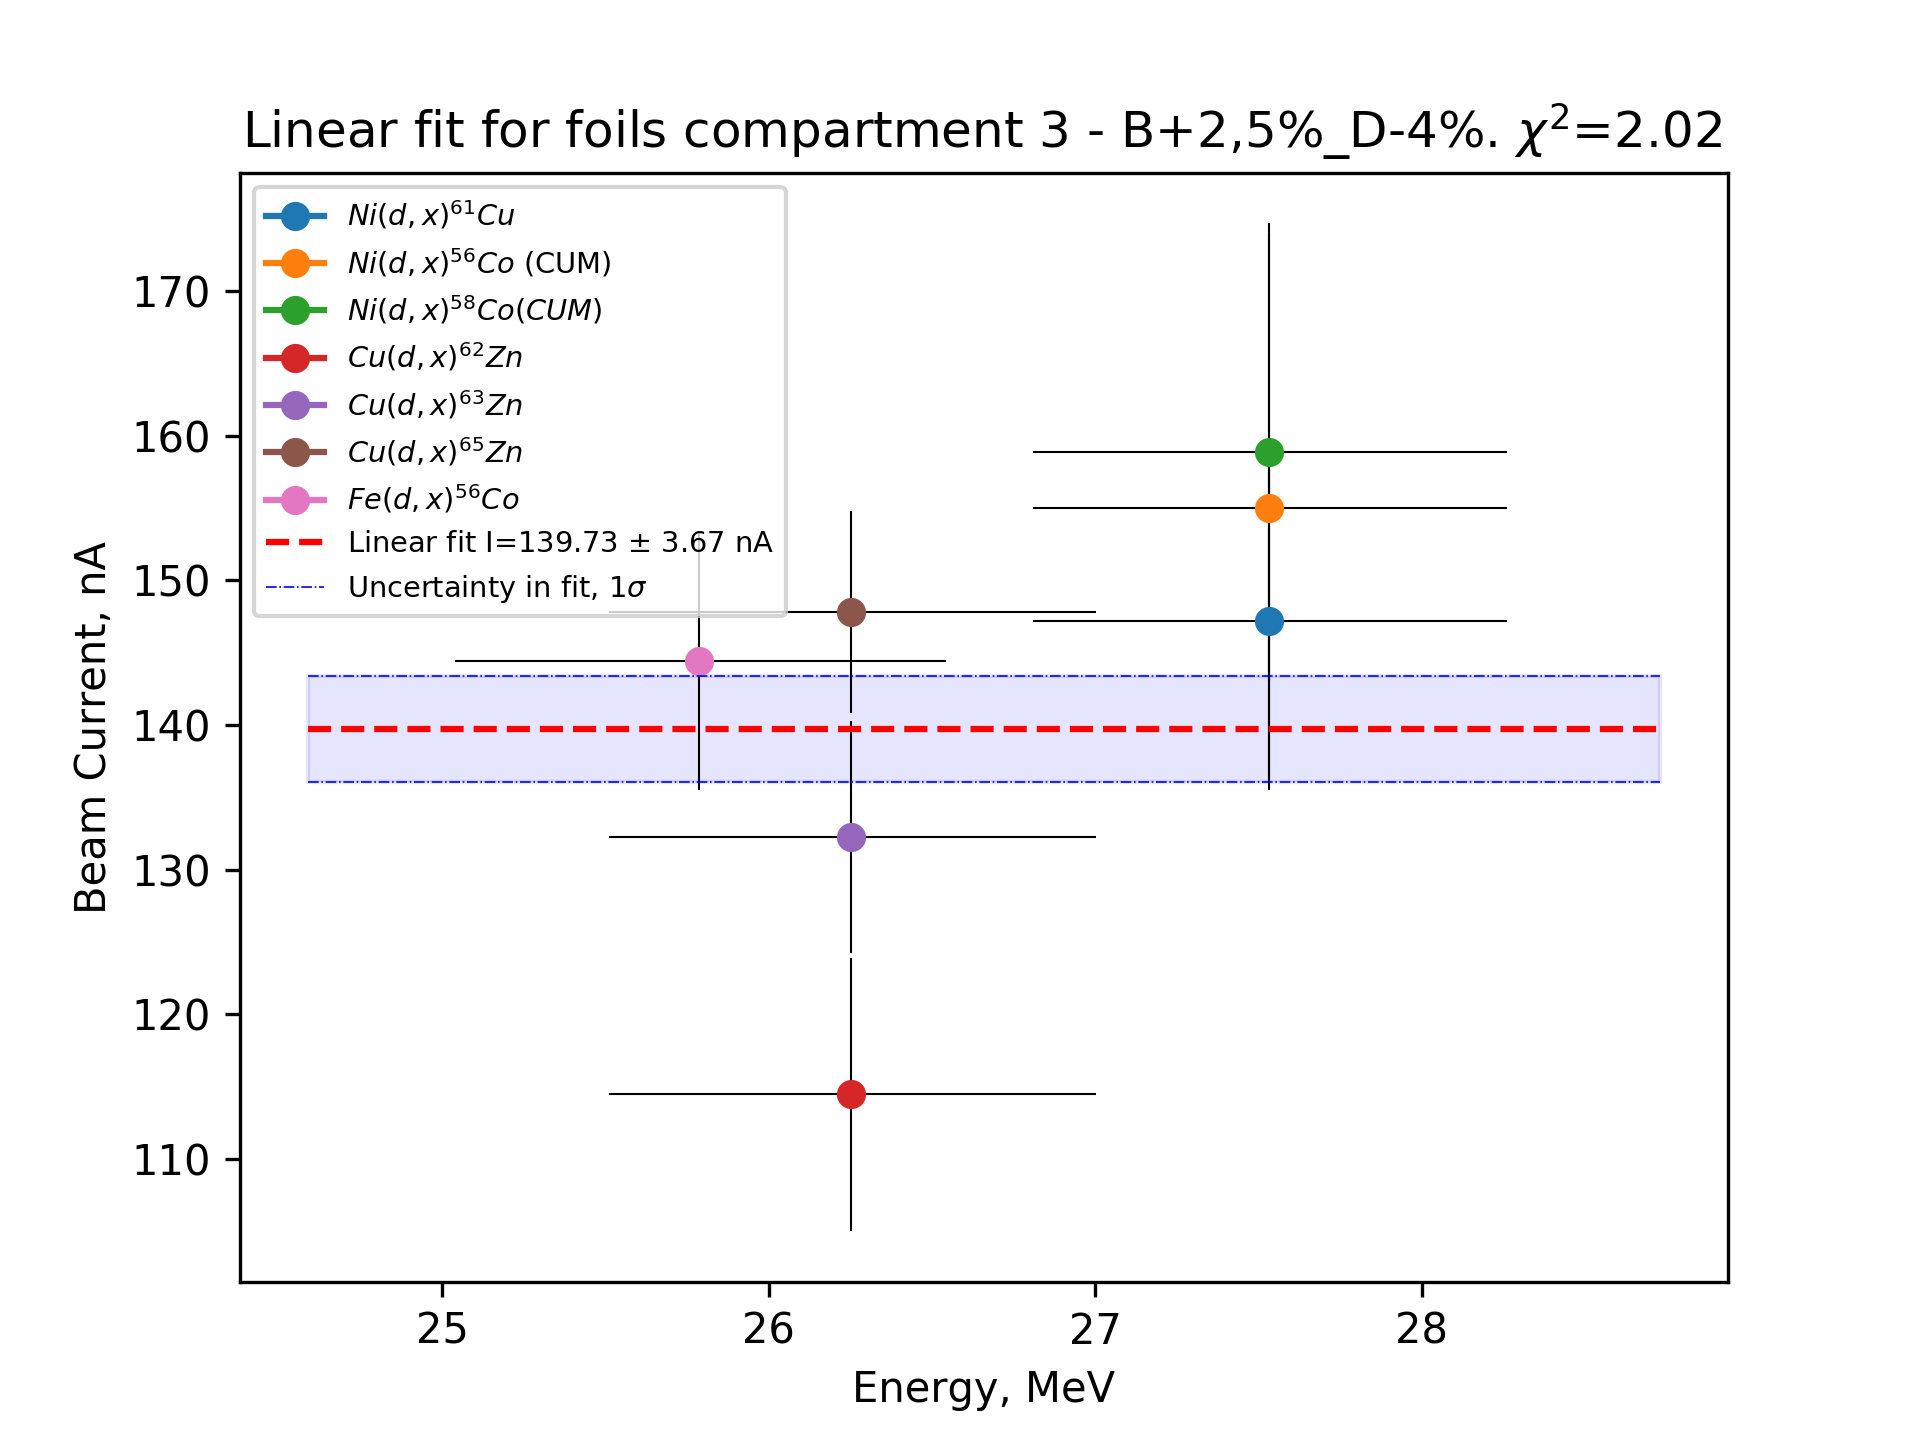 Linear fit for foils compartment 3 - B+2,5%_D-4%. χ²=2.02
Ni(d, x)⁶¹Cu
Ni(d, x)⁵⁶Co (CUM)
Ni(d, x)⁵⁸Co(CUM)
Cu(d, x)⁶²Zn
Cu(d, x)⁶³Zn
Cu(d, x)⁶⁵Zn
Fe(d, x)⁵⁶Co
Linear fit I=139.73 ± 3.67 nA
Uncertainty in fit, 1σ
Beam Current, nA
170
160
150
140
130
120
110
25 26 27 28
Energy, MeV